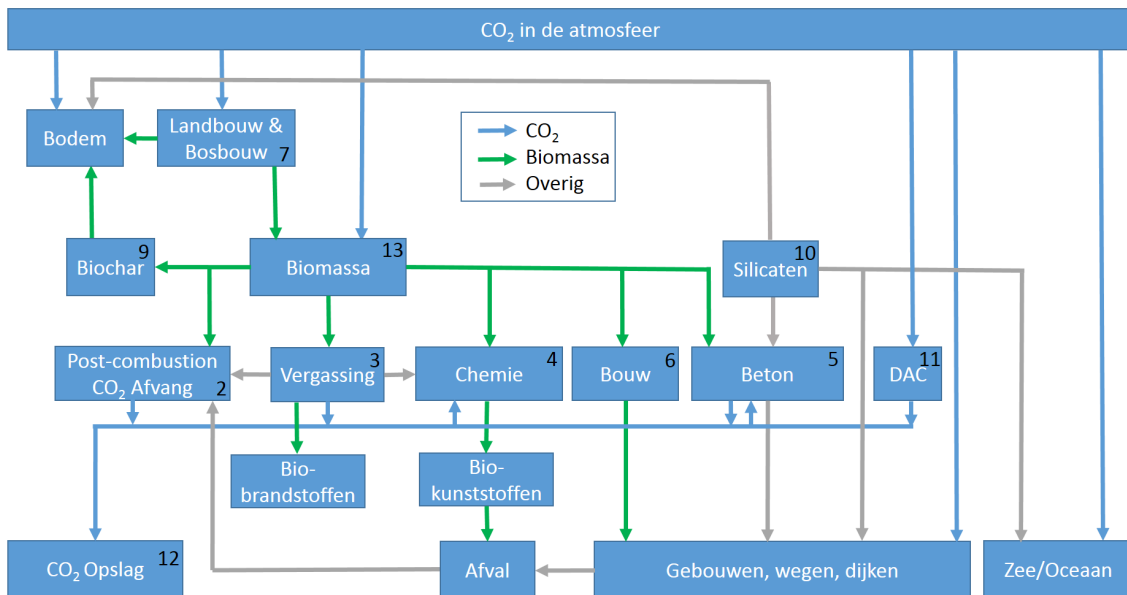 CO₂ in de atmosfeer
Bodem
Landbouw &
Bosbouw
7
CO₂
Biomassa
Overig
Biochar
9
Biomassa
13
Silicaten
10
Post-combustion
CO₂ Afvang
2
Vergassing
3
Chemie
4
Bouw
6
Beton
5
DAC
11
Bio-
brandstoffen
Bio-
kunststoffen
CO₂ Opslag
12
Afval
Gebouwen, wegen, dijken
Zee/Oceaan